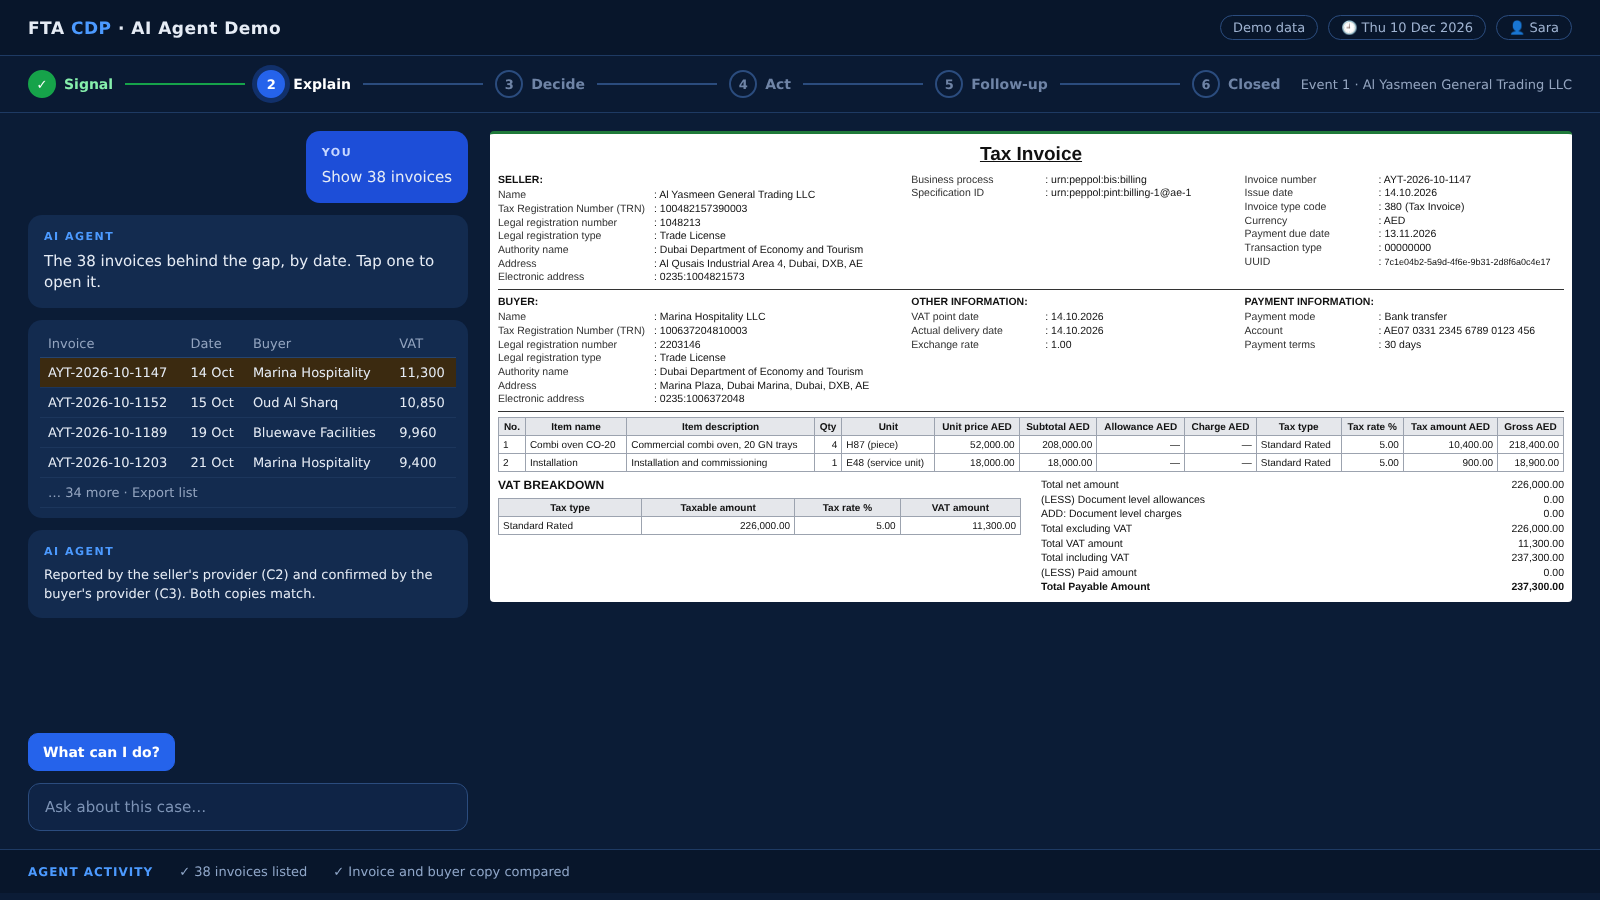 FTA CDP · AI Agent Demo
Demo data
🕘 Thu 10 Dec 2026
👤 Sara
✓ Signal
2 Explain
3 Decide
4 Act
5 Follow-up
6 Closed
Event 1 · Al Yasmeen General Trading LLC
YOU
Show 38 invoices
AI AGENT
The 38 invoices behind the gap, by date. Tap one to
open it.
Invoice Date Buyer VAT
AYT-2026-10-1147 14 Oct Marina Hospitality 11,300
AYT-2026-10-1152 15 Oct Oud Al Sharq 10,850
AYT-2026-10-1189 19 Oct Bluewave Facilities 9,960
AYT-2026-10-1203 21 Oct Marina Hospitality 9,400
… 34 more · Export list
AI AGENT
Reported by the seller's provider (C2) and confirmed by the
buyer's provider (C3). Both copies match.
What can I do?
Ask about this case…
Tax Invoice
SELLER:
Name : Al Yasmeen General Trading LLC
Tax Registration Number (TRN) : 100482157390003
Legal registration number : 1048213
Legal registration type : Trade License
Authority name : Dubai Department of Economy and Tourism
Address : Al Qusais Industrial Area 4, Dubai, DXB, AE
Electronic address : 0235:1004821573
Business process : urn:peppol:bis:billing
Specification ID : urn:peppol:pint:billing-1@ae-1
Invoice number : AYT-2026-10-1147
Issue date : 14.10.2026
Invoice type code : 380 (Tax Invoice)
Currency : AED
Payment due date : 13.11.2026
Transaction type : 00000000
UUID : 7c1e04b2-5a9d-4f6e-9b31-2d8f6a0c4e17
BUYER:
Name : Marina Hospitality LLC
Tax Registration Number (TRN) : 100637204810003
Legal registration number : 2203146
Legal registration type : Trade License
Authority name : Dubai Department of Economy and Tourism
Address : Marina Plaza, Dubai Marina, Dubai, DXB, AE
Electronic address : 0235:1006372048
OTHER INFORMATION:
VAT point date : 14.10.2026
Actual delivery date : 14.10.2026
Exchange rate : 1.00
PAYMENT INFORMATION:
Payment mode : Bank transfer
Account : AE07 0331 2345 6789 0123 456
Payment terms : 30 days
No. Item name Item description Qty Unit Unit price AED Subtotal AED Allowance AED Charge AED Tax type Tax rate % Tax amount AED Gross AED
1 Combi oven CO-20 Commercial combi oven, 20 GN trays 4 H87 (piece) 52,000.00 208,000.00 — — Standard Rated 5.00 10,400.00 218,400.00
2 Installation Installation and commissioning 1 E48 (service unit) 18,000.00 18,000.00 — — Standard Rated 5.00 900.00 18,900.00
VAT BREAKDOWN
Tax type Taxable amount Tax rate % VAT amount
Standard Rated 226,000.00 5.00 11,300.00
Total net amount 226,000.00
(LESS) Document level allowances 0.00
ADD: Document level charges 0.00
Total excluding VAT 226,000.00
Total VAT amount 11,300.00
Total including VAT 237,300.00
(LESS) Paid amount 0.00
Total Payable Amount 237,300.00
AGENT ACTIVITY ✓ 38 invoices listed ✓ Invoice and buyer copy compared